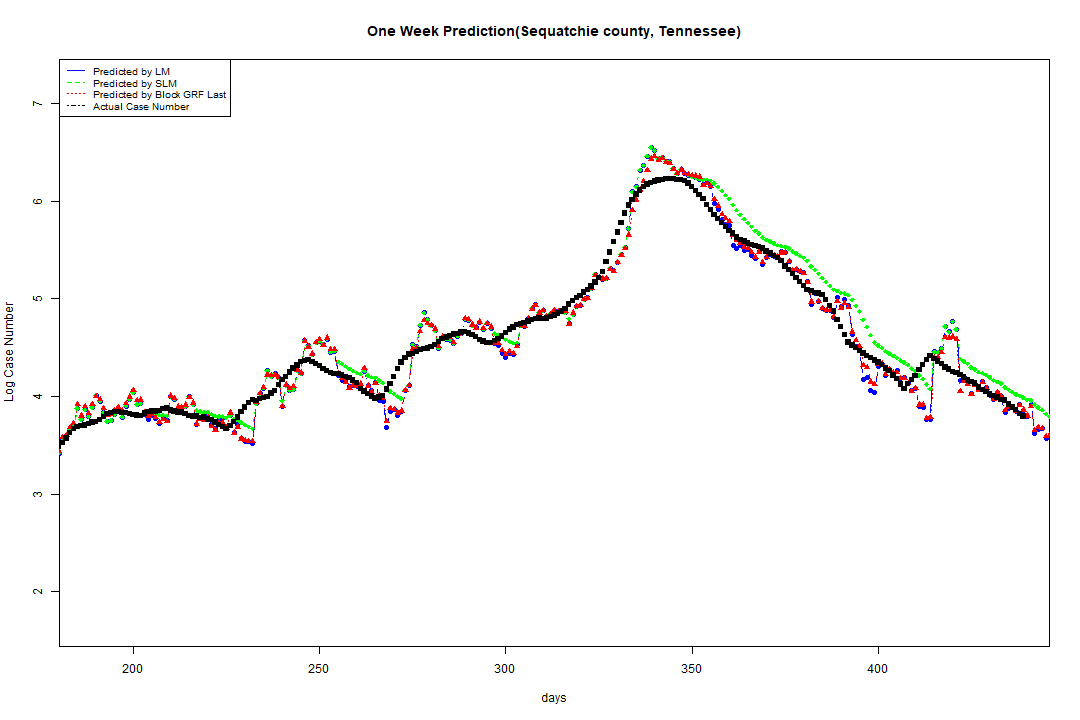 One Week Prediction(Sequatchie county, Tennessee)
Predicted by LM
Predicted by SLM
Predicted by Block GRF Last
Actual Case Number
7
6
5
4
3
2
Log Case Number
200 250 300 350 400
days